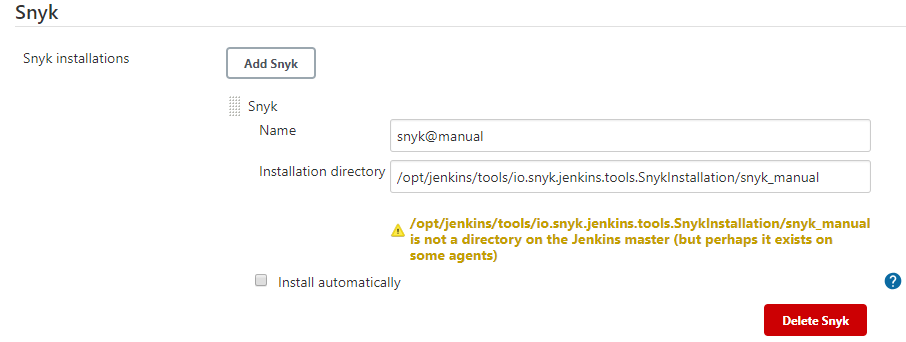 Snyk
Snyk installations
Add Snyk
Snyk
Name
snyk@manual
Installation directory
/opt/jenkins/tools/io.snyk.jenkins.tools.SnykInstallation/snyk_manual
/opt/jenkins/tools/io.snyk.jenkins.tools.SnykInstallation/snyk_manual
is not a directory on the Jenkins master (but perhaps it exists on
some agents)
Install automatically
?
Delete Snyk